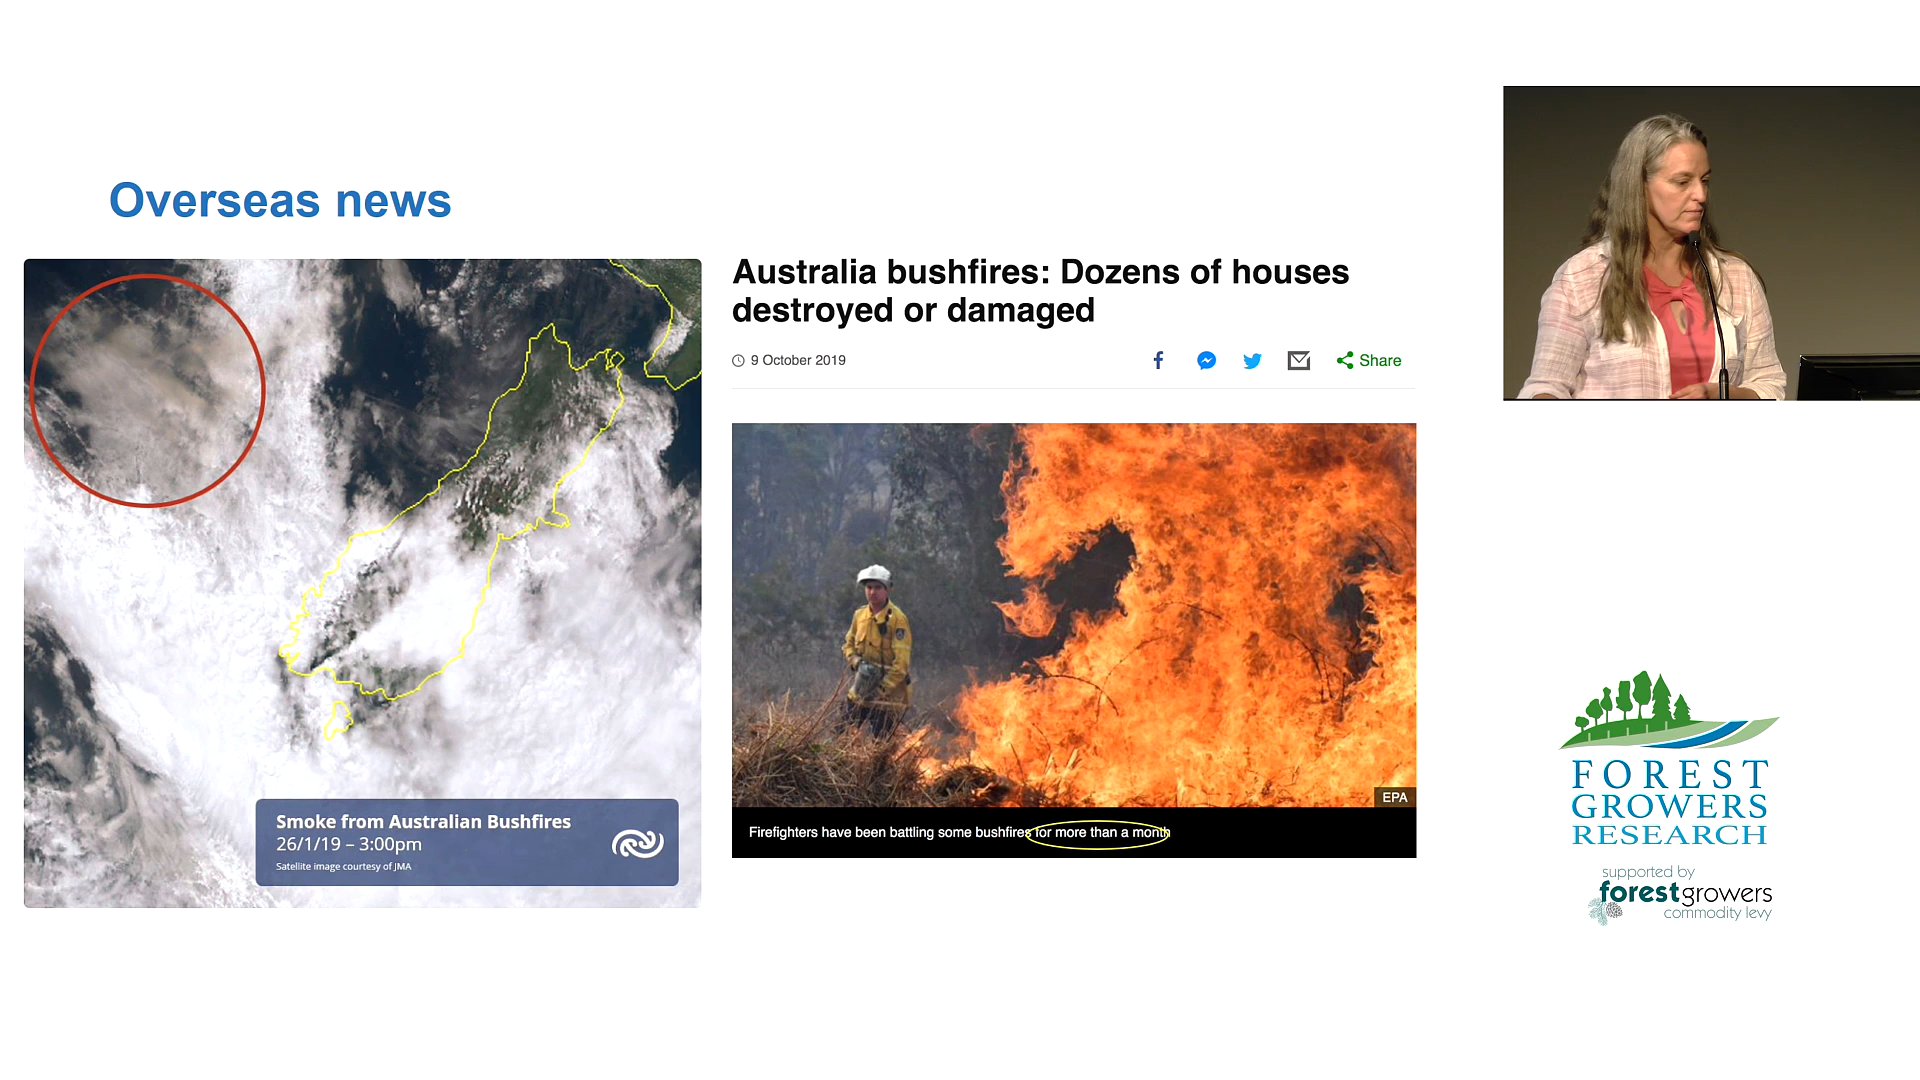 Overseas news
Smoke from Australian Bushfires
26/1/19 – 3:00pm
Satellite image courtesy of JMA
Australia bushfires: Dozens of houses
destroyed or damaged
9 October 2019
Share
EPA
Firefighters have been battling some bushfires for more than a month
FOREST
GROWERS
RESEARCH
supported by
forestgrowers
commodity levy